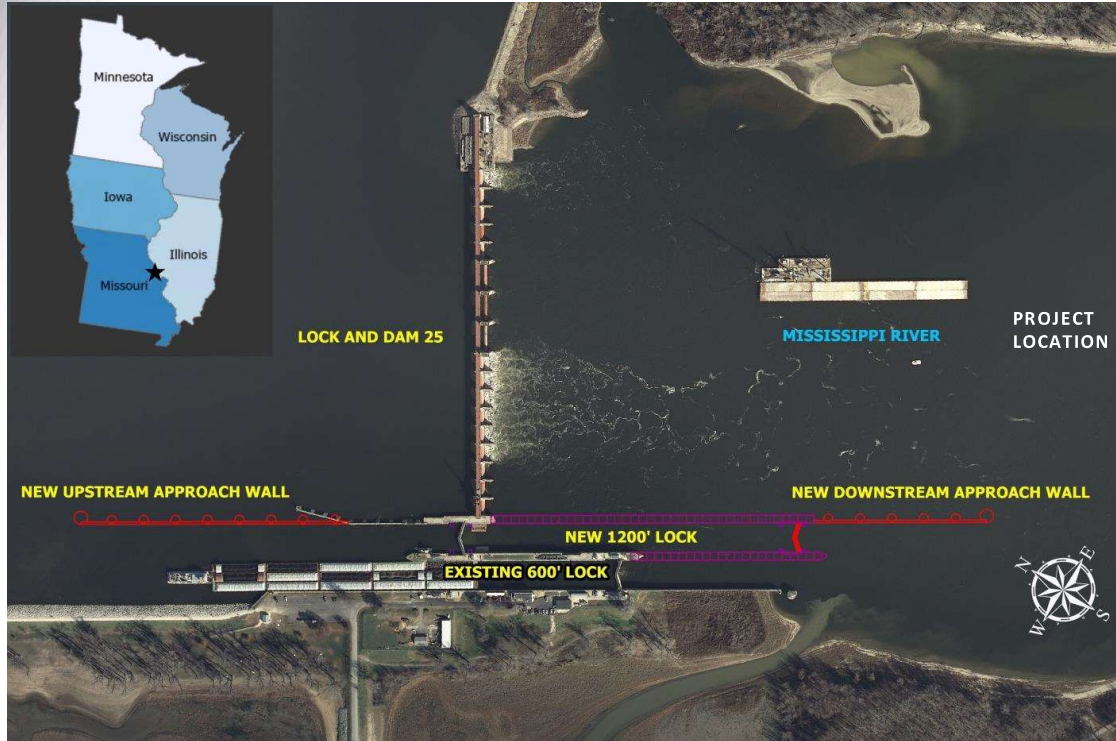 Minnesota
Wisconsin
Iowa
Illinois
Missouri
LOCK AND DAM 25
MISSISSIPPI RIVER
PROJECT
LOCATION
NEW UPSTREAM APPROACH WALL
NEW DOWNSTREAM APPROACH WALL
NEW 1200' LOCK
EXISTING 600' LOCK
N
E
W
S